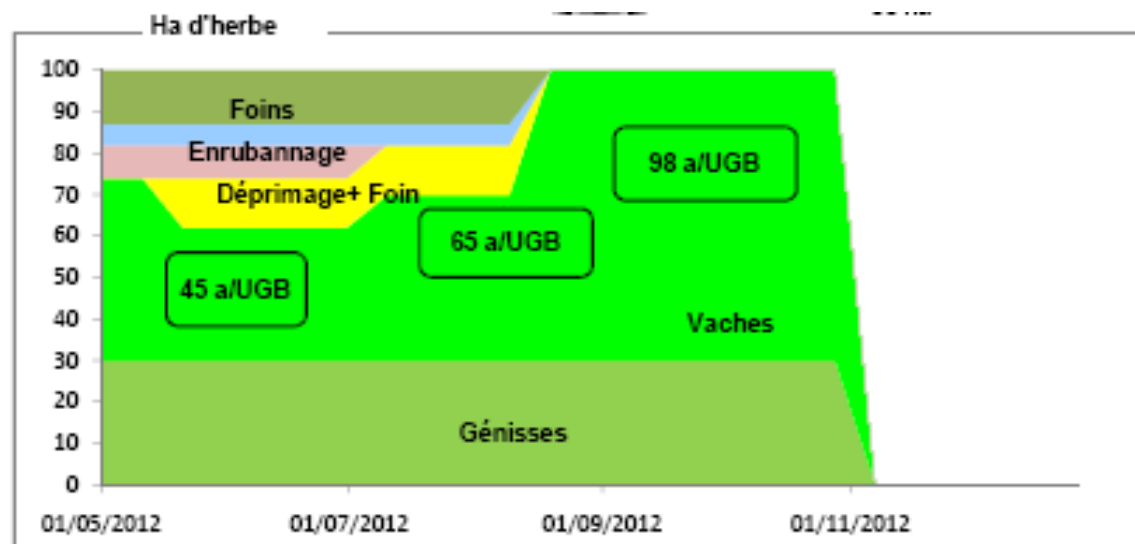 Ha d'herbe
100
90
80
70
60
50
40
30
20
10
0
Foins
Enrubannage
Déprimage+ Foin
98 a/UGB
65 a/UGB
45 a/UGB
Vaches
Génisses
01/05/2012
01/07/2012
01/09/2012
01/11/2012